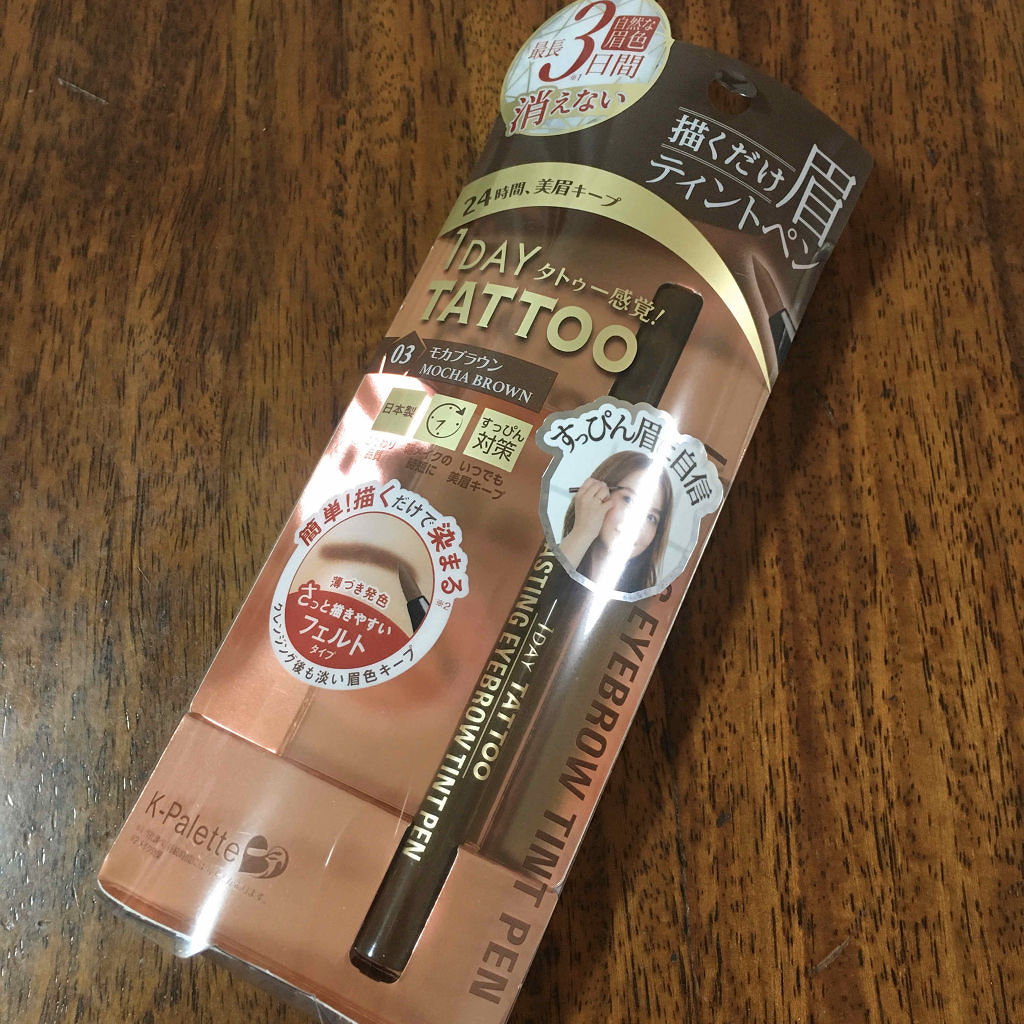 最長
3
※1
日間
自然な
眉色
消えない
描くだけ
眉
ティントペン
24時間、美眉キープ
1DAY
タトゥー感覚!
TATTOO
03
モカブラウン
MOCHA BROWN
日本製
すっぴん
対策
いつでも
美眉キープ
すっぴん眉に自信
簡単!描くだけで染まる
※2
薄づき発色
さっと描きやすい
フェルト
タイプ
クレンジング後も淡い眉色キープ
LASTING EYEBROW TINT PEN
1DAY TATTOO
EYEBROW TINT PEN
K-Palette